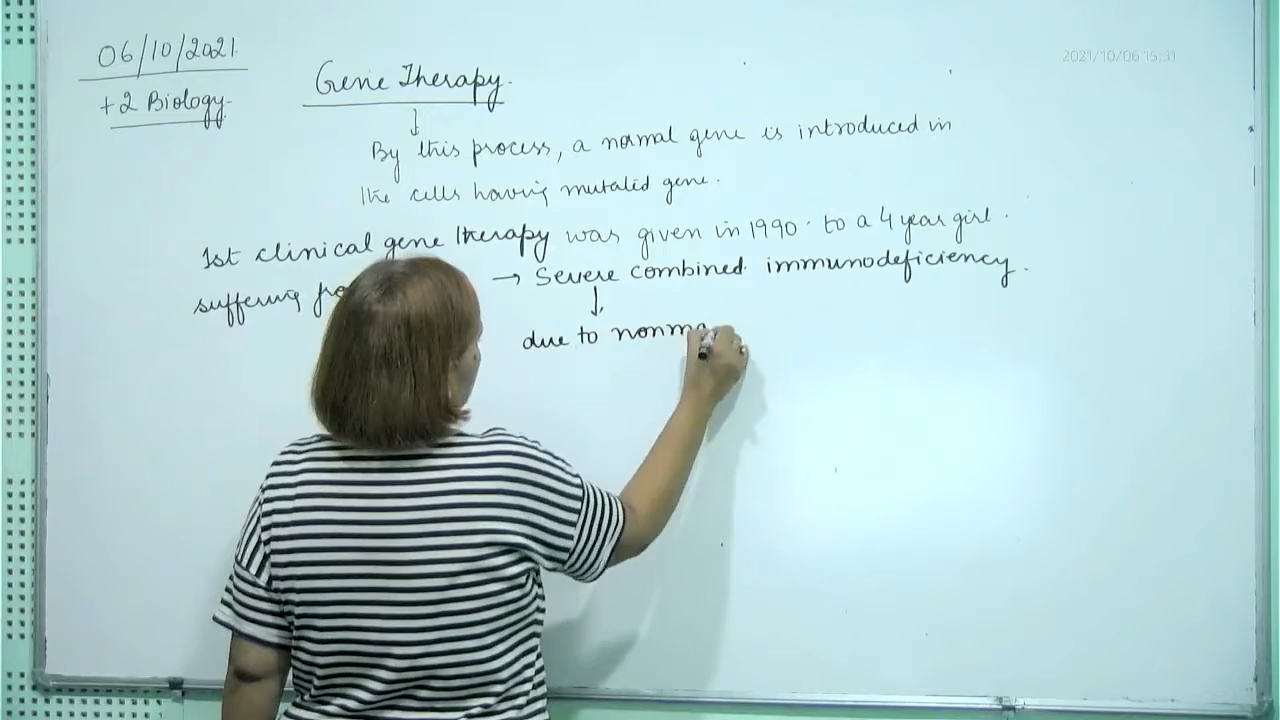 06/10/2021.
2021/10/06 15:31
+2 Biology
Gene Therapy.
↓
By this process, a normal gene is introduced in
the cells having mutated gene.
1st clinical gene therapy was given in 1990. to a 4 year girl.
suffering → Severe combined immunodeficiency.
↓
due to